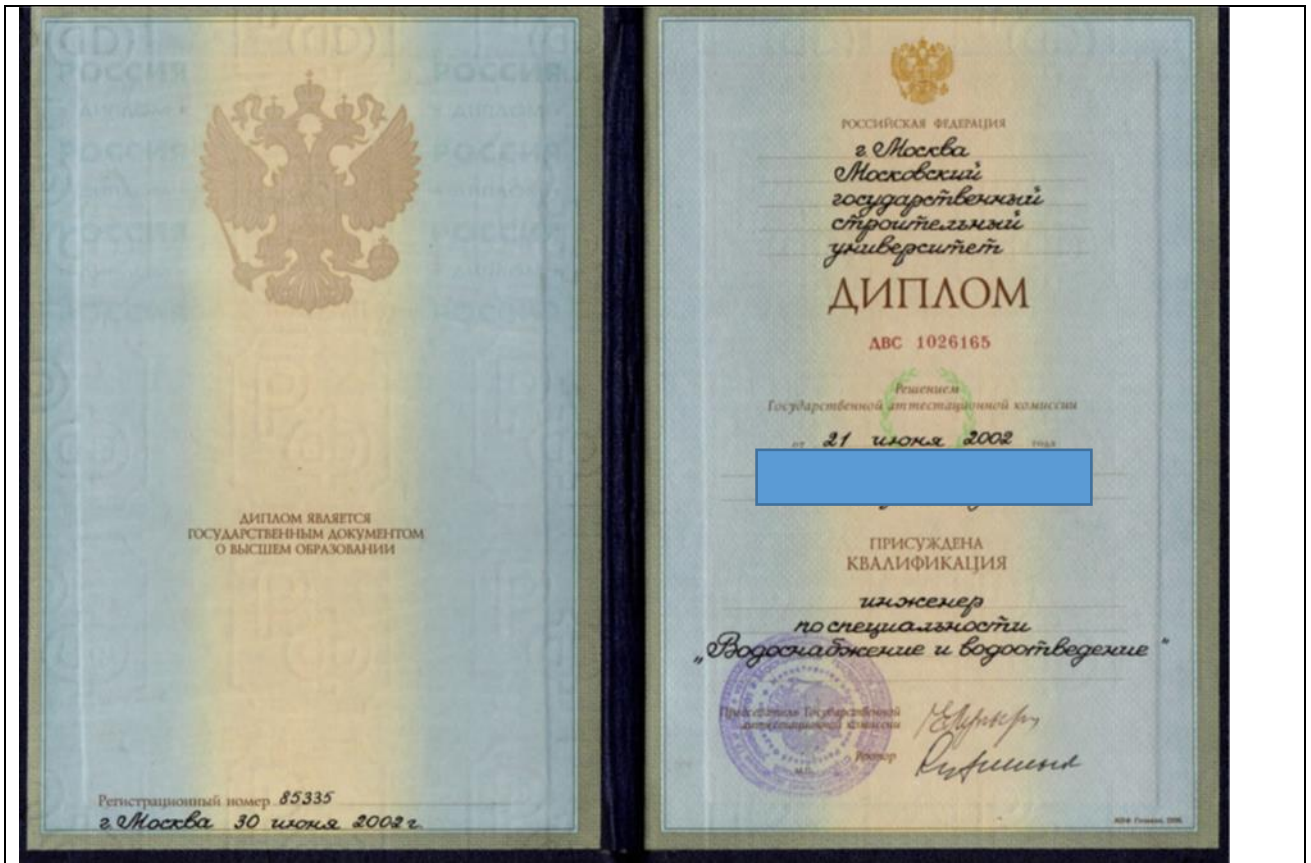 РОССИЯ
РОССИЯ
ДИПЛОМ ЯВЛЯЕТСЯ
ГОСУДАРСТВЕННЫМ ДОКУМЕНТОМ
О ВЫСШЕМ ОБРАЗОВАНИИ
Регистрационный номер 85335
г. Москва 30 июня 2002 г.
РОССИЙСКАЯ ФЕДЕРАЦИЯ
г. Москва
Московский
государственный
строительный
университет
ДИПЛОМ
ДВС 1026165
Решением
Государственной аттестационной комиссии
от 21 июня 2002 года
ПРИСУЖДЕНА
КВАЛИФИКАЦИЯ
инженер
по специальности
„Водоснабжение и водоотведение"
Председатель Государственной
аттестационной комиссии
Ректор